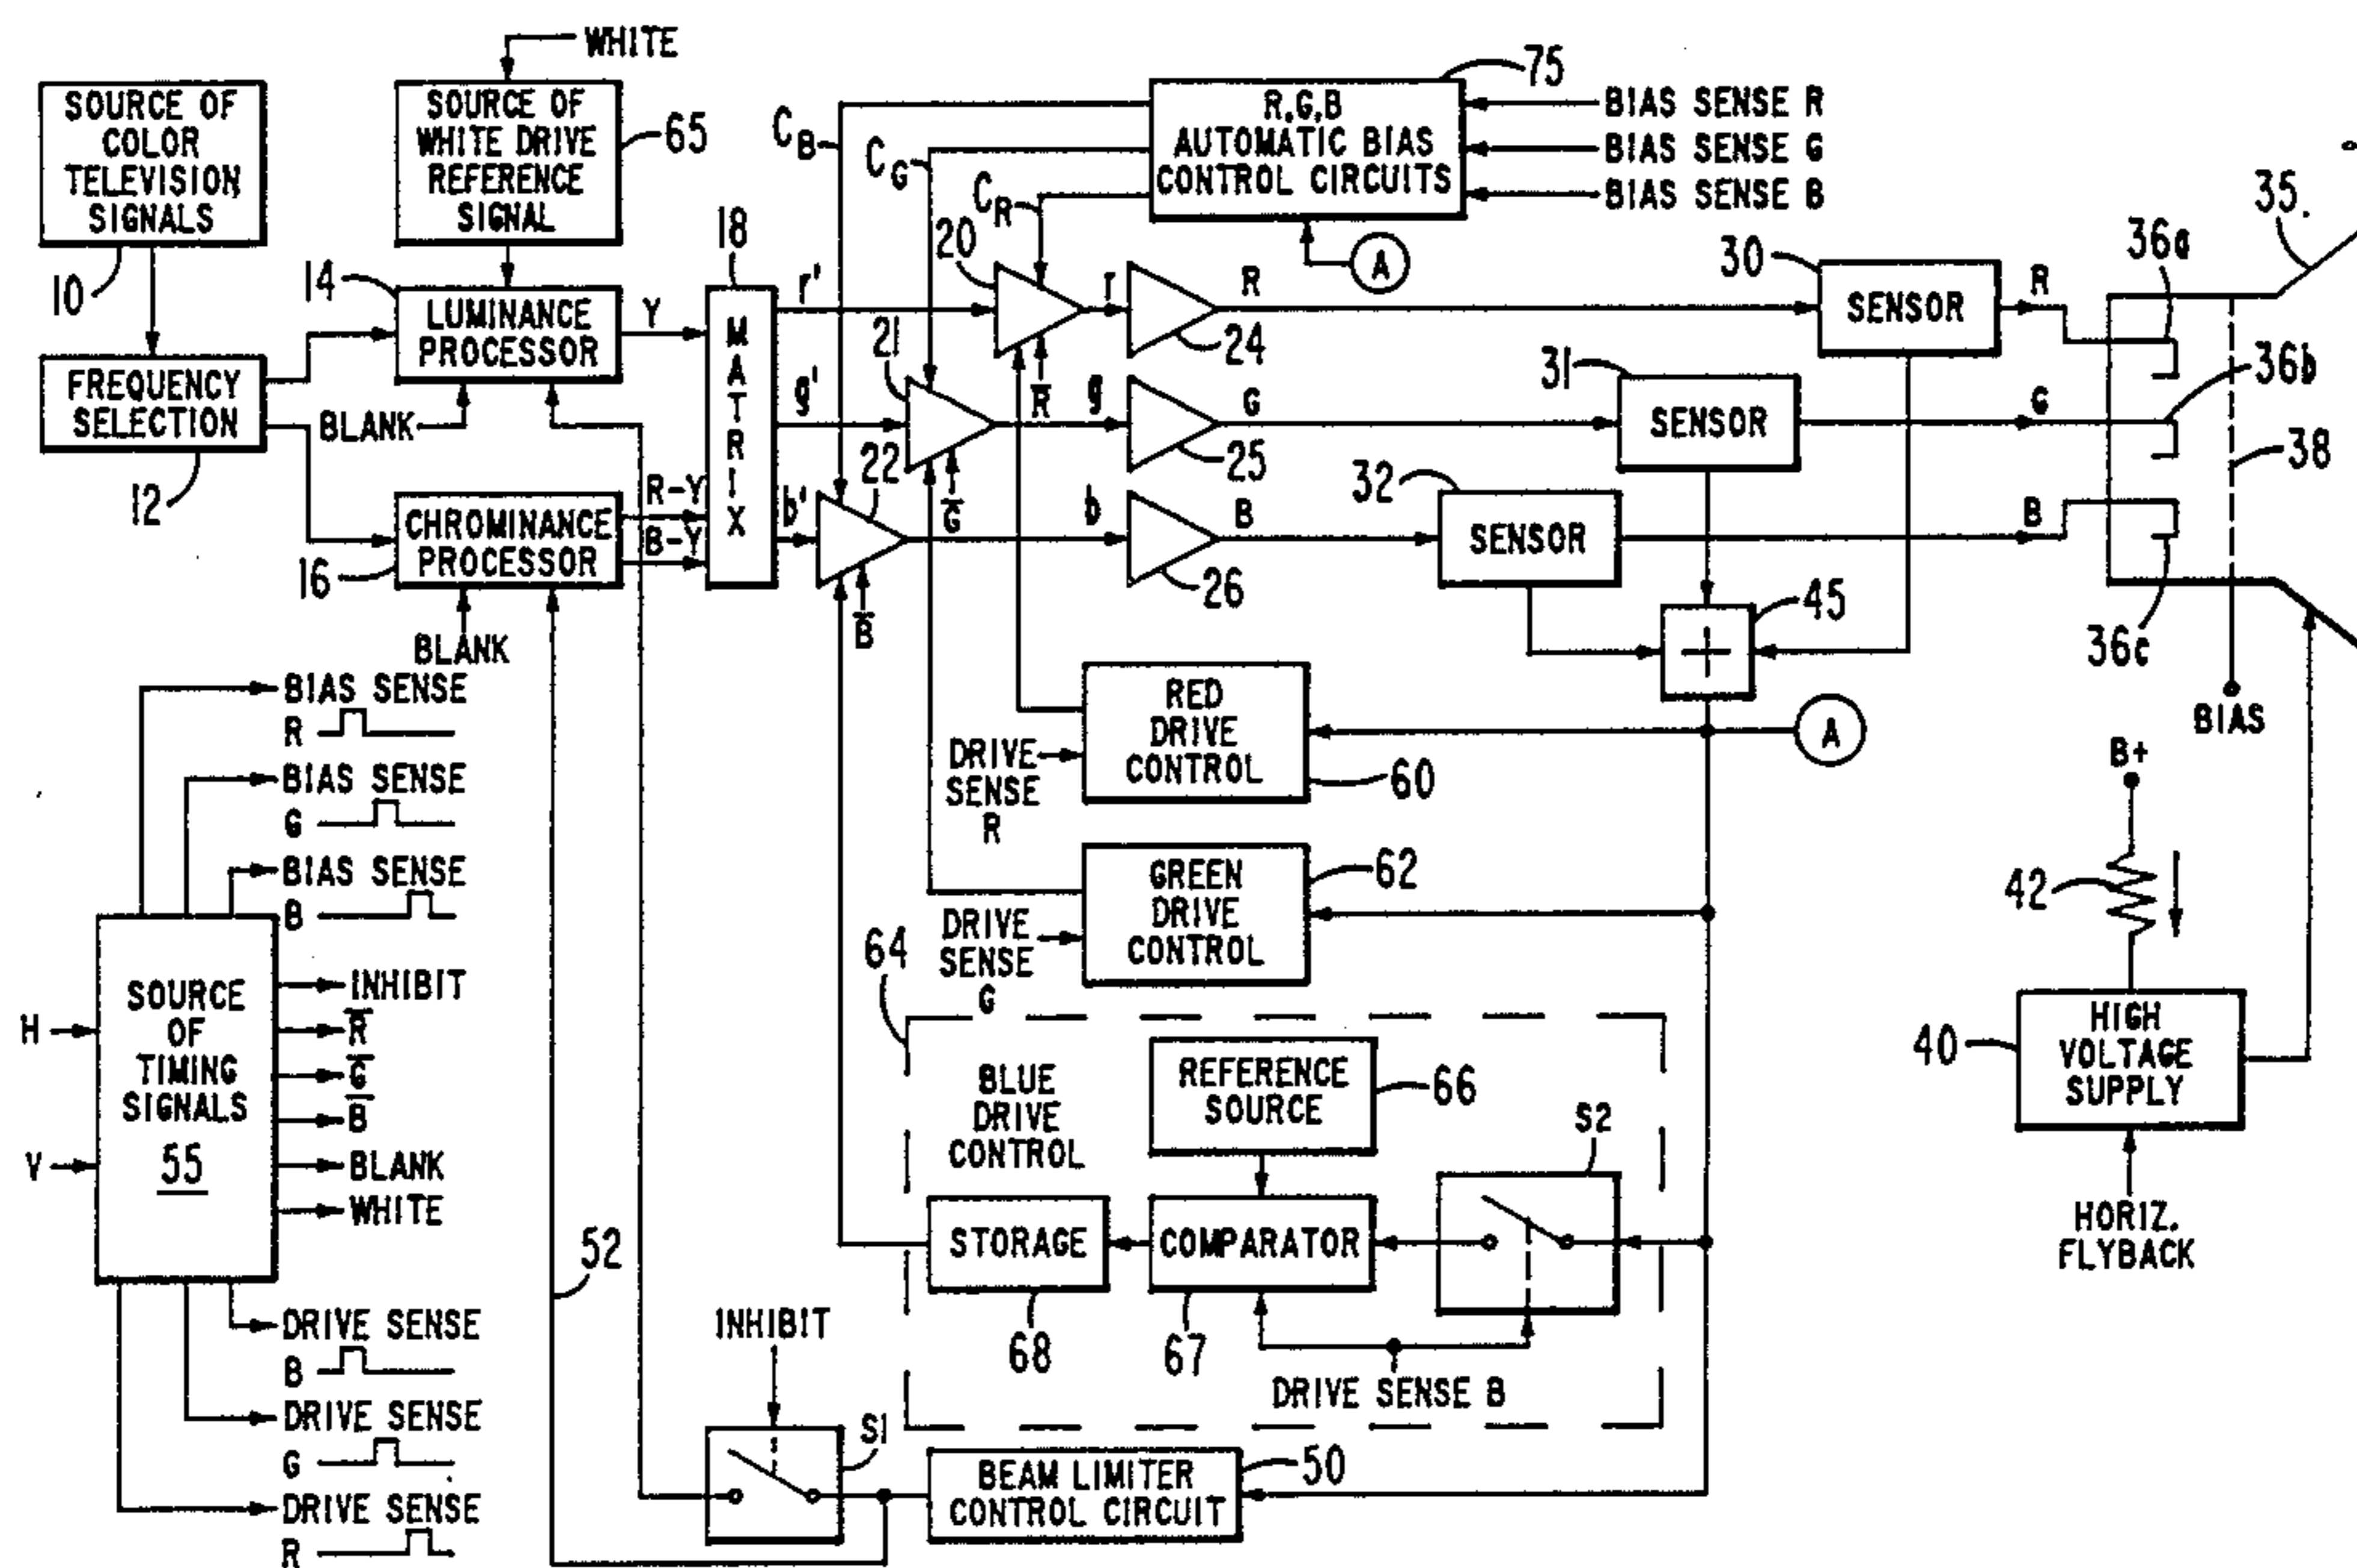 WHITE
SOURCE OF
COLOR
TELEVISION
SIGNALS
10
SOURCE OF
WHITE DRIVE
REFERENCE
SIGNAL
65
FREQUENCY
SELECTION
12
14
LUMINANCE
PROCESSOR
Y
BLANK
16
CHROMINANCE
PROCESSOR
R-Y
B-Y
BLANK
18
MATRIX
r'
g'
b'
C_B
C_G
C_R
75
R,G,B
AUTOMATIC BIAS
CONTROL CIRCUITS
BIAS SENSE R
BIAS SENSE G
BIAS SENSE B
A
20
r
R
24
R̅
21
g
G
25
G̅
22
b
B
26
B̅
30
SENSOR
R
31
SENSOR
G
32
SENSOR
B
45
+
35
36a
36b
38
36c
BIAS
A
RED
DRIVE
CONTROL
60
DRIVE
SENSE
R
GREEN
DRIVE
CONTROL
62
DRIVE
SENSE
G
64
BLUE
DRIVE
CONTROL
REFERENCE
SOURCE
66
S2
STORAGE
68
COMPARATOR
67
DRIVE SENSE B
B+
42
40
HIGH
VOLTAGE
SUPPLY
HORIZ.
FLYBACK
BIAS SENSE
R
BIAS SENSE
G
BIAS SENSE
B
H
V
SOURCE
OF
TIMING
SIGNALS
55
INHIBIT
R̅
G̅
B̅
BLANK
WHITE
DRIVE SENSE
B
DRIVE SENSE
G
DRIVE SENSE
R
52
INHIBIT
S1
BEAM LIMITER
CONTROL CIRCUIT
50